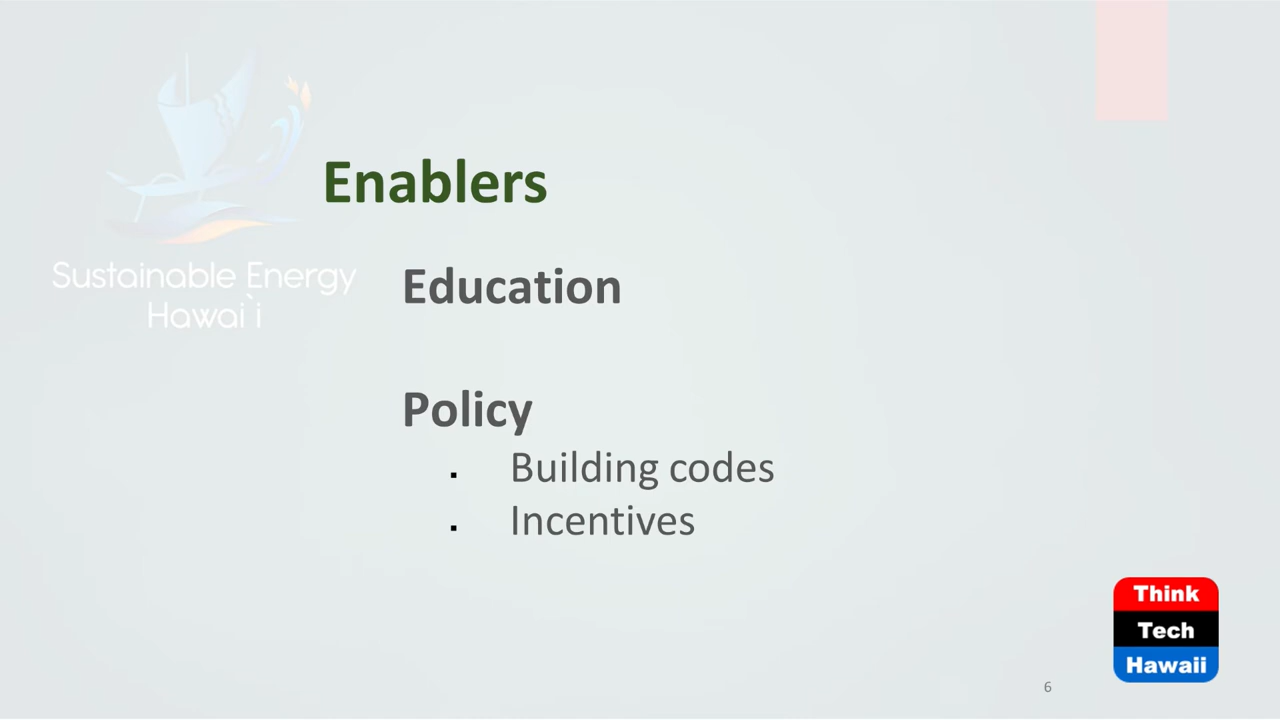 Enablers
Sustainable Energy
Hawai`i
Education
Policy
▪ Building codes
▪ Incentives
Think
Tech
Hawaii
6